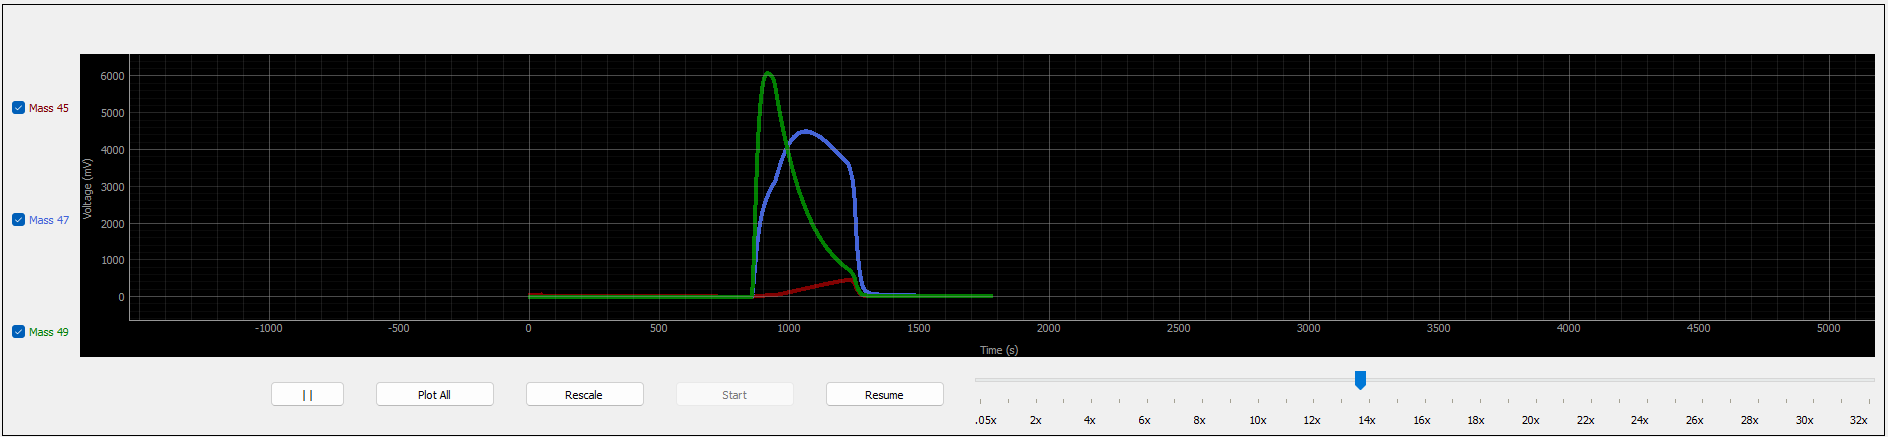 Mass 45
Mass 47
Mass 49
Voltage (mV)
6000
5000
4000
3000
2000
1000
0
-1000 -500 0 500 1000 1500 2000 2500 3000 3500 4000 4500 5000
Time (s)
|| Plot All Rescale Start Resume
.05x 2x 4x 6x 8x 10x 12x 14x 16x 18x 20x 22x 24x 26x 28x 30x 32x